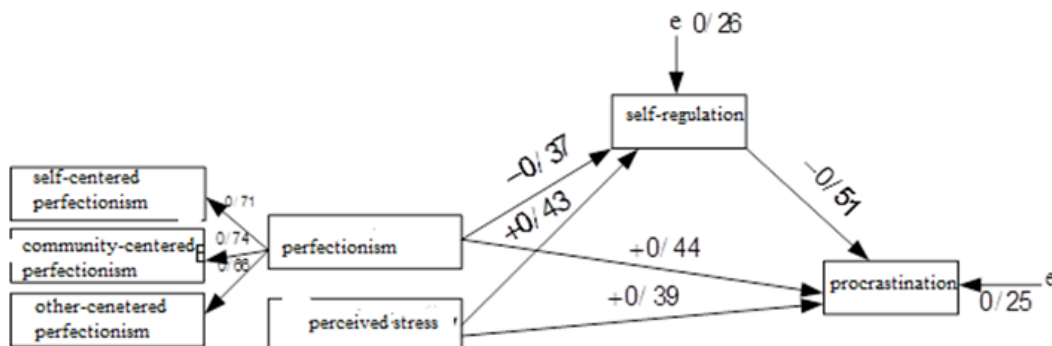 e 0/26
self-regulation
−0/37
+0/43
−0/51
self-centered
perfectionism
0/71
community-centered
perfectionism
0/74
0/66
perfectionism
+0/44
other-cenetered
perfectionism
perceived stress
+0/39
procrastination
e
0/25